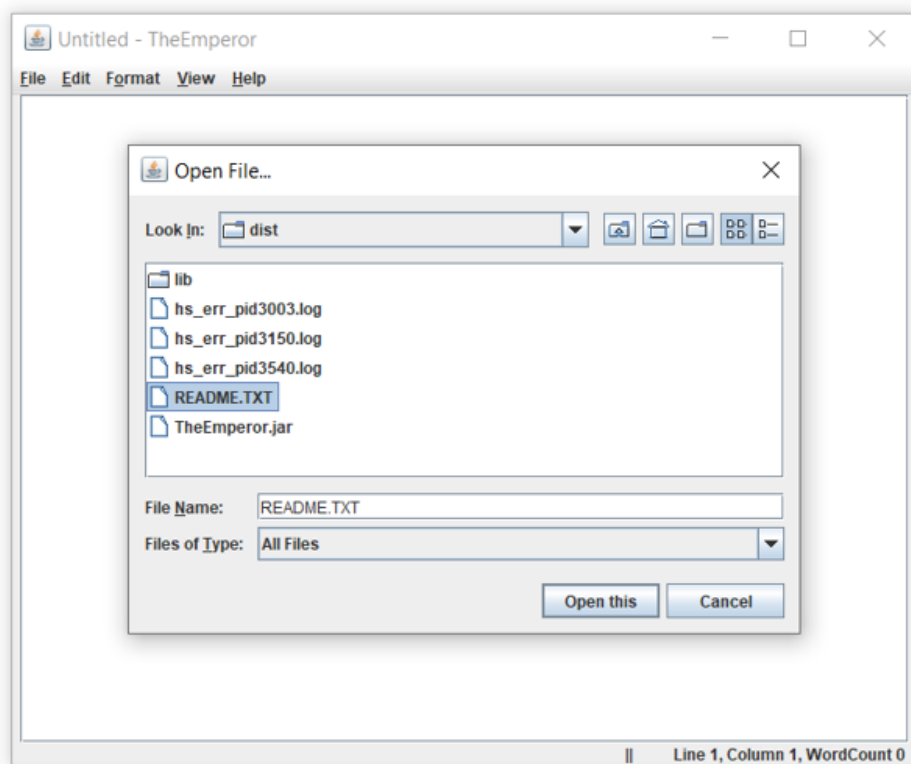 Untitled - TheEmperor
File Edit Format View Help
Open File...
Look In: dist
lib
hs_err_pid3003.log
hs_err_pid3150.log
hs_err_pid3540.log
README.TXT
TheEmperor.jar
File Name: README.TXT
Files of Type: All Files
Open this Cancel
|| Line 1, Column 1, WordCount 0